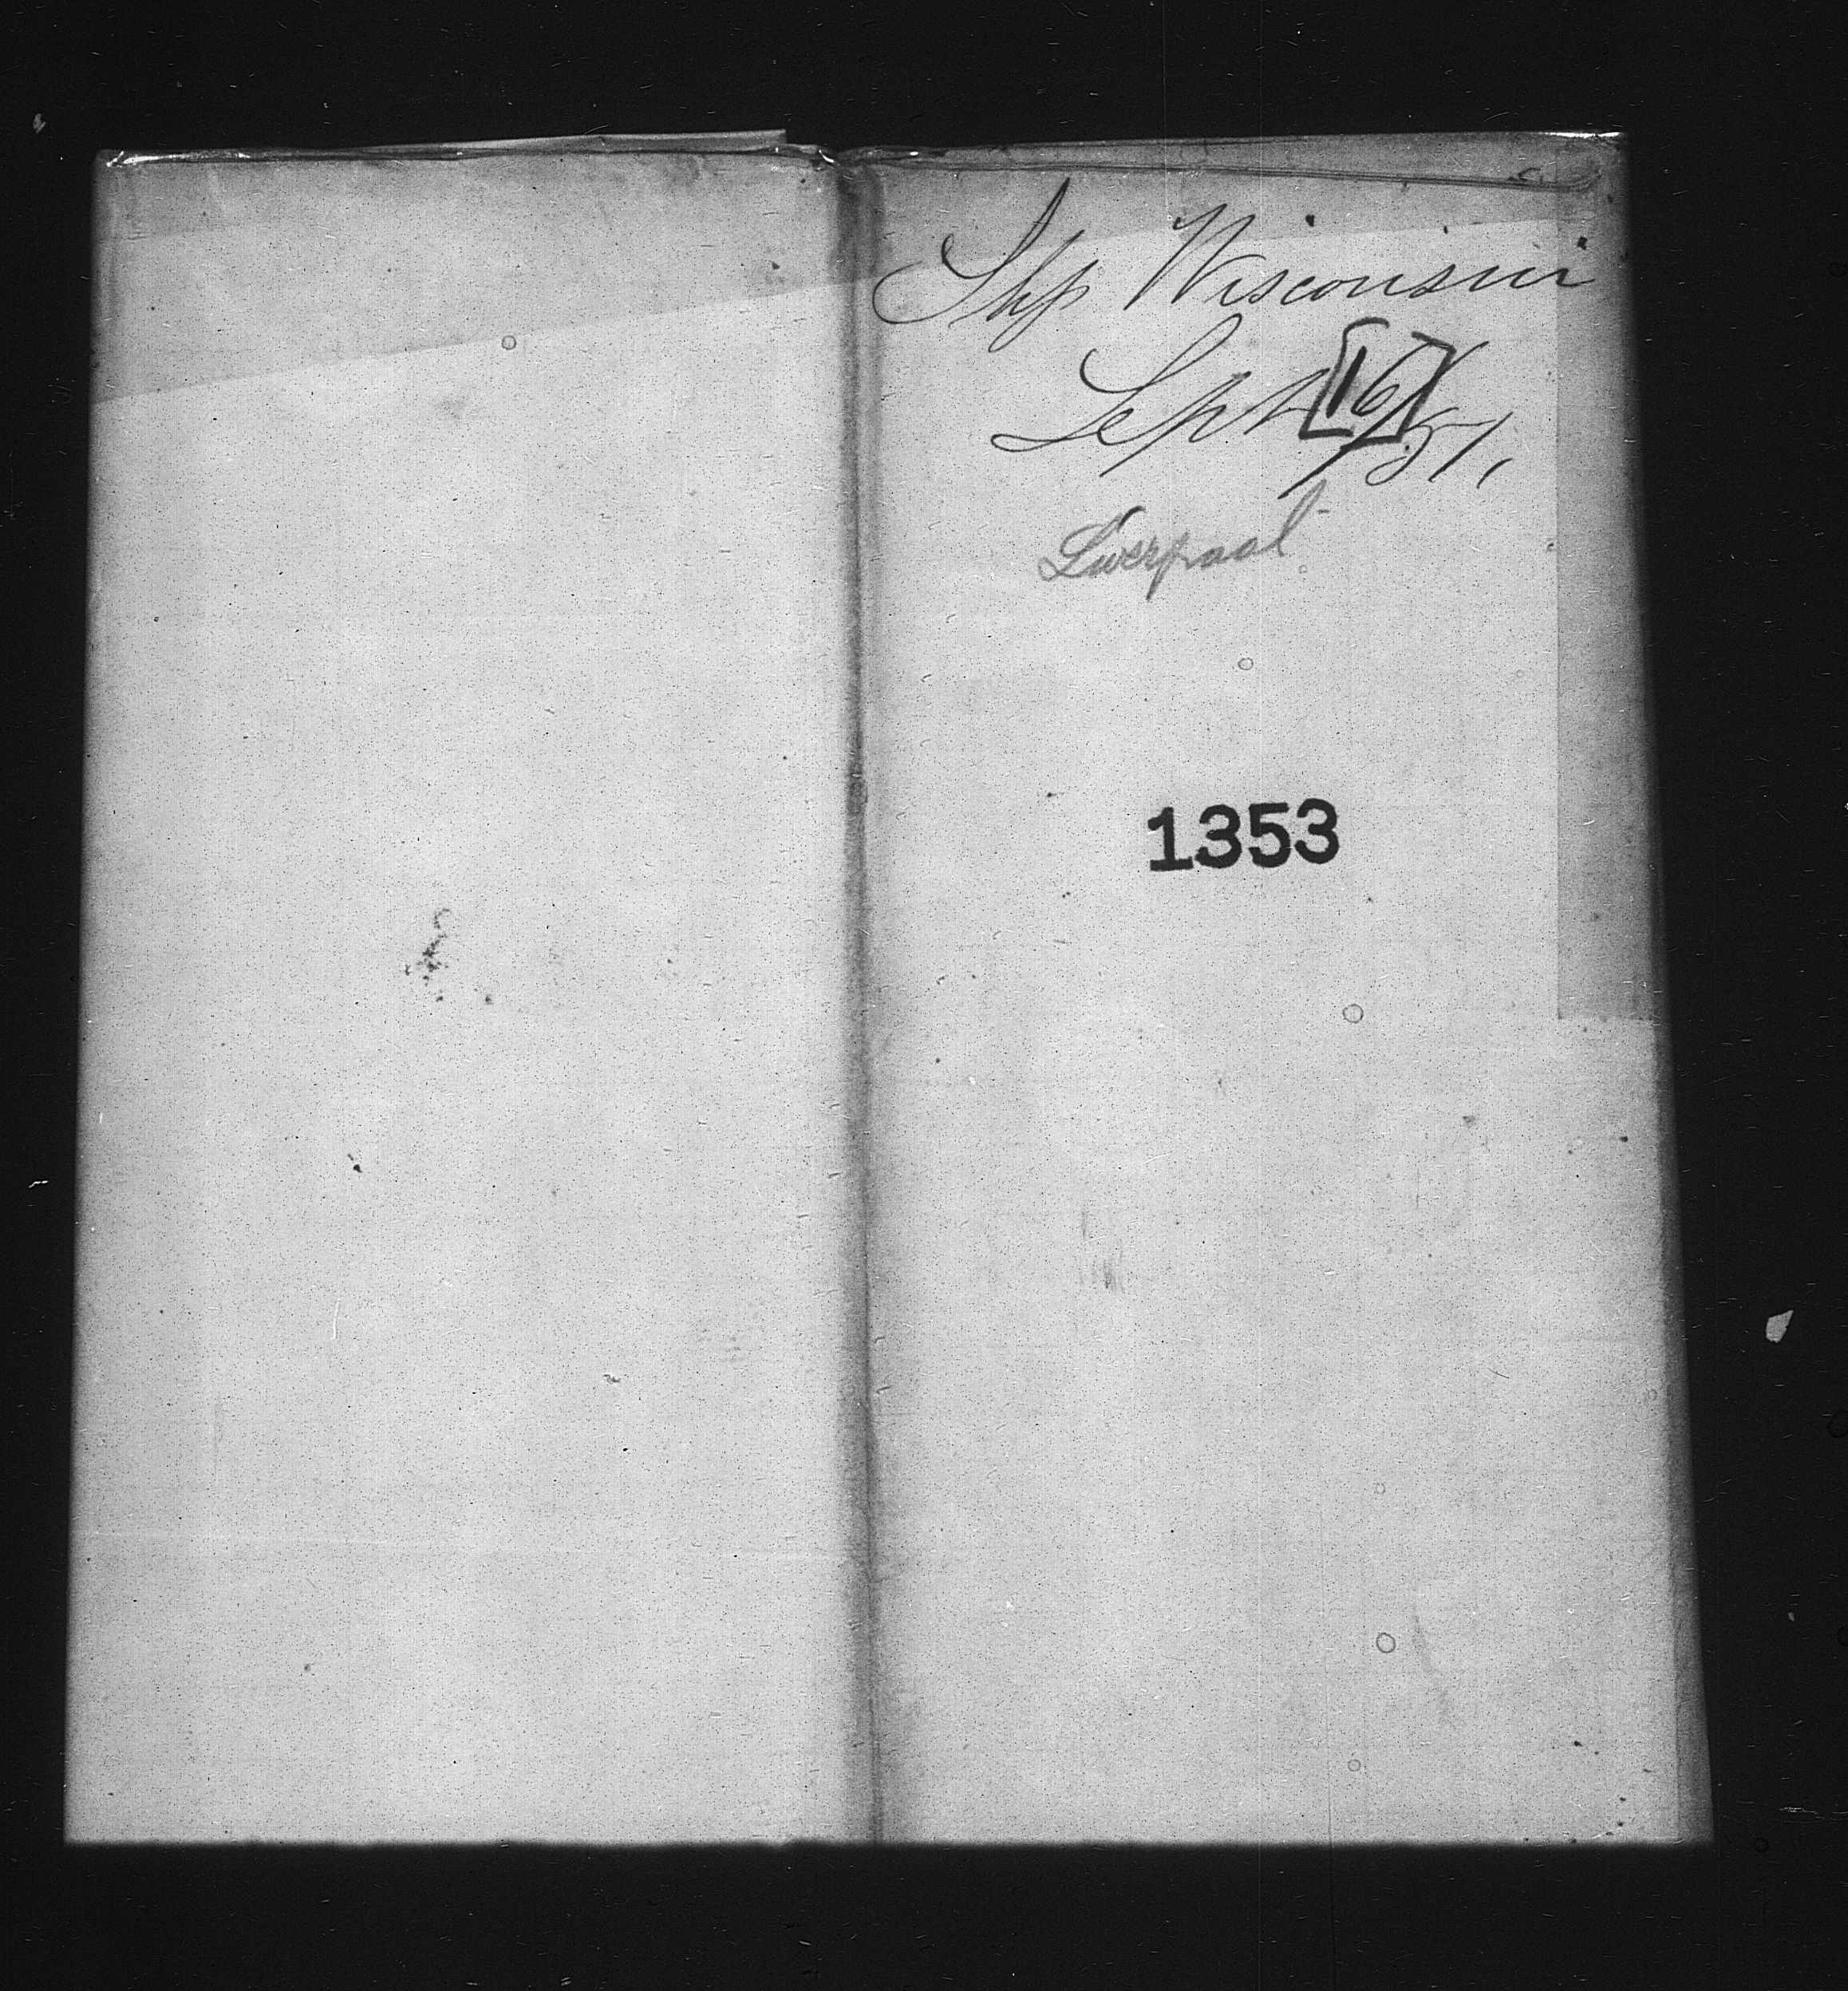 Ship Wisconsin
Sept 16/51,
Liverpool
1353